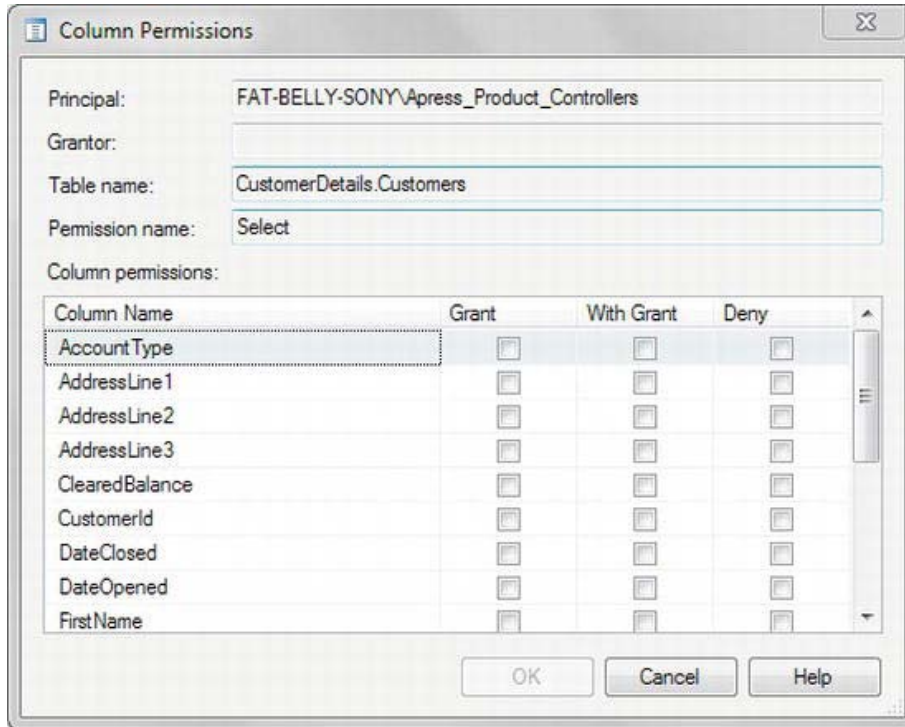 Column Permissions
Principal: FAT-BELLY-SONY\Apress_Product_Controllers
Grantor:
Table name: CustomerDetails.Customers
Permission name: Select
Column permissions:
Column Name Grant With Grant Deny
AccountType
AddressLine1
AddressLine2
AddressLine3
ClearedBalance
CustomerId
DateClosed
DateOpened
FirstName
OK Cancel Help